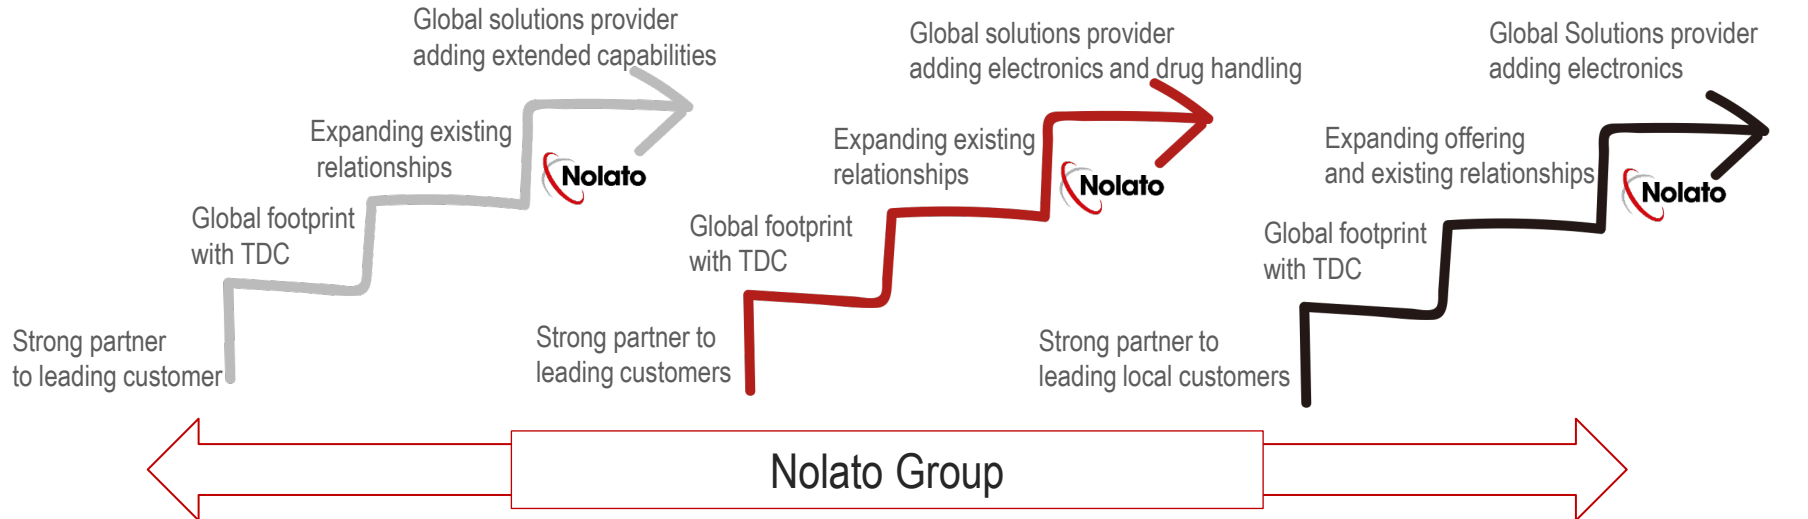 Global solutions provider
adding extended capabilities
Expanding existing
relationships
Nolato
Global footprint
with TDC
Strong partner
to leading customer
Global solutions provider
adding electronics and drug handling
Expanding existing
relationships
Nolato
Global footprint
with TDC
Strong partner to
leading customers
Global Solutions provider
adding electronics
Expanding offering
and existing relationships
Nolato
Global footprint
with TDC
Strong partner to
leading local customers
Nolato Group